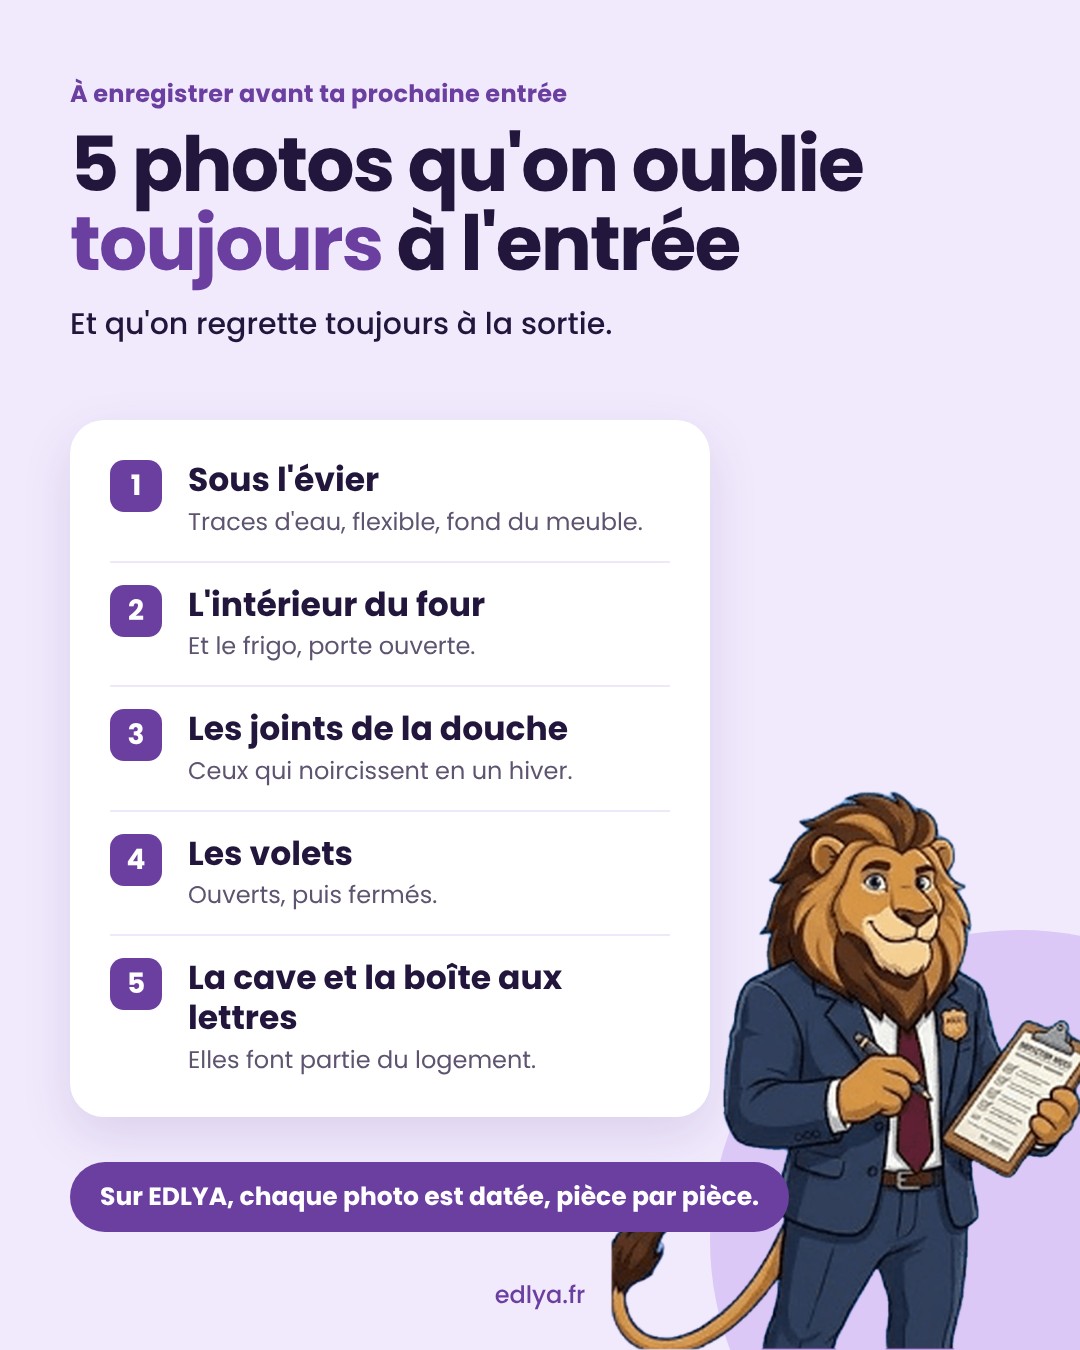 À enregistrer avant ta prochaine entrée
5 photos qu'on oublie
toujours à l'entrée
Et qu'on regrette toujours à la sortie.
1
Sous l'évier
Traces d'eau, flexible, fond du meuble.
2
L'intérieur du four
Et le frigo, porte ouverte.
3
Les joints de la douche
Ceux qui noircissent en un hiver.
4
Les volets
Ouverts, puis fermés.
5
La cave et la boîte aux
lettres
Elles font partie du logement.
Sur EDLYA, chaque photo est datée, pièce par pièce.
edlya.fr